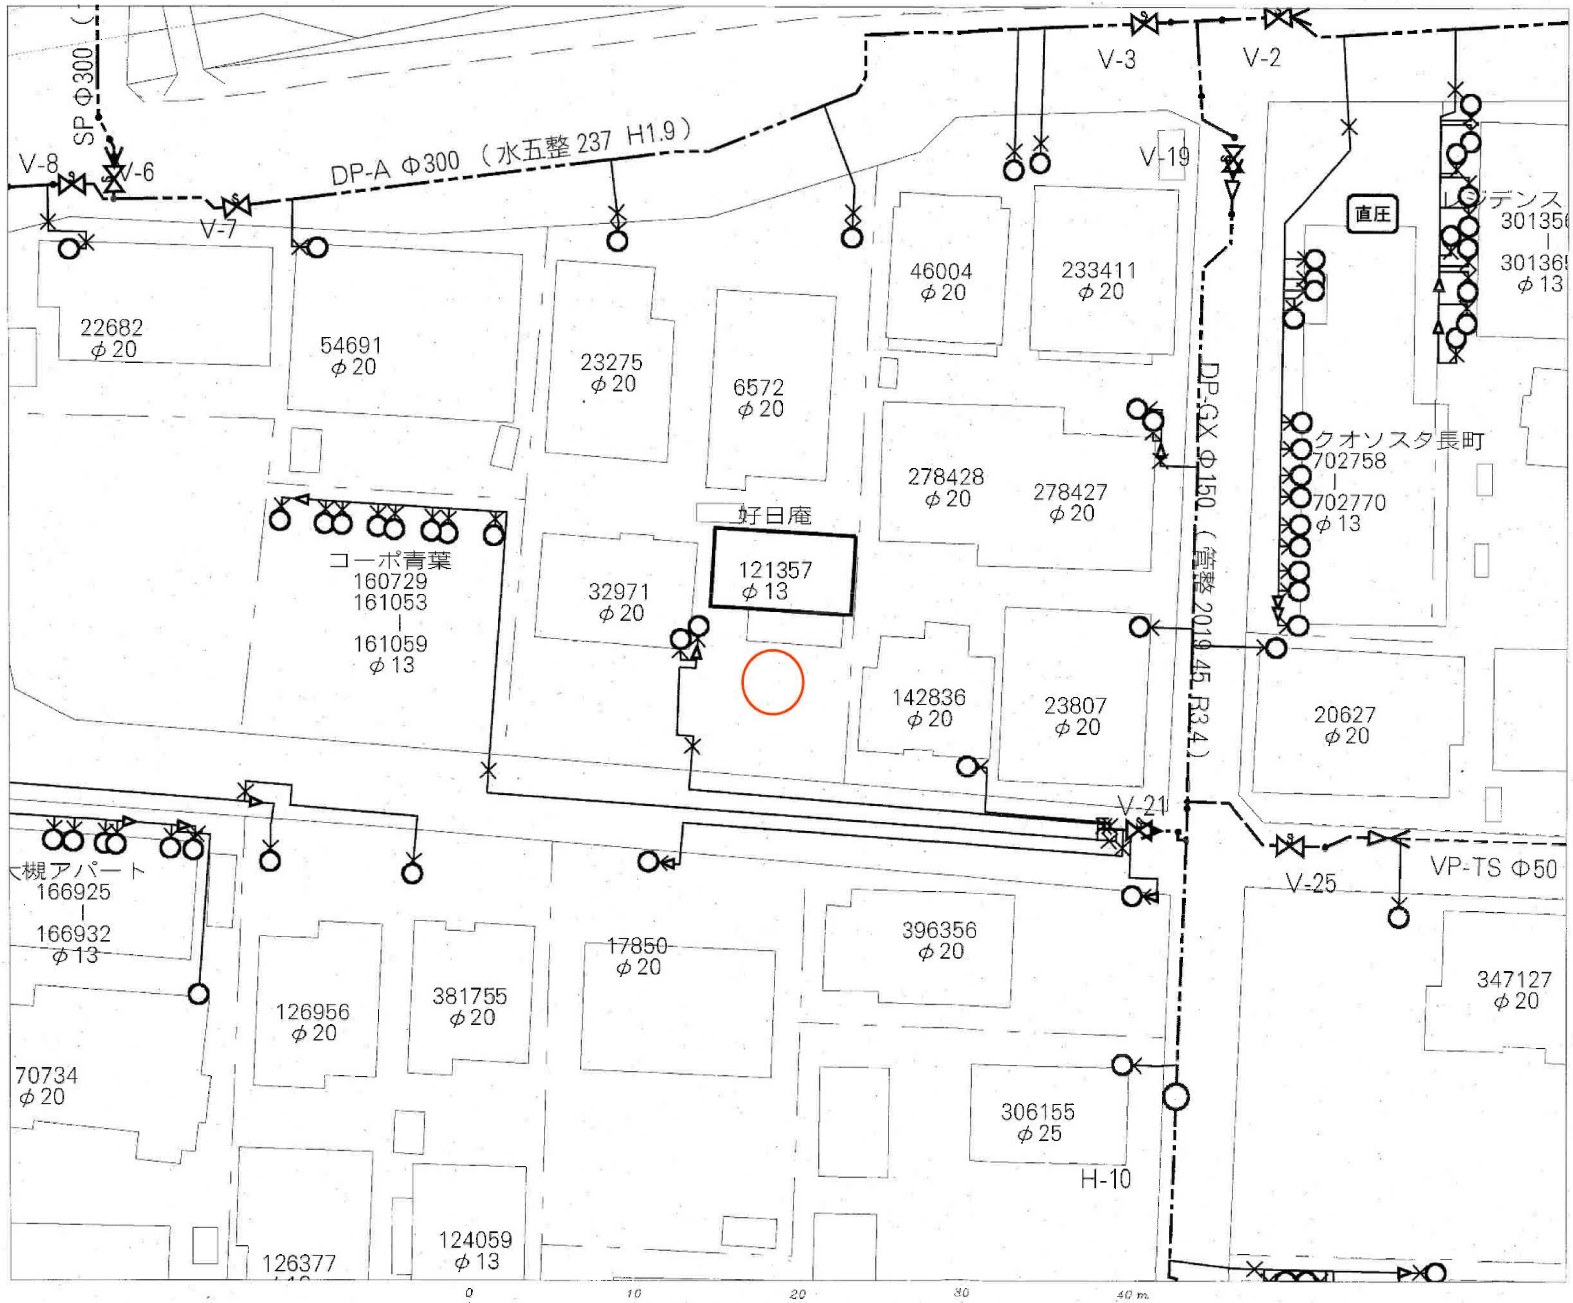 SP Φ300
V-8
V-6
V-7
DP-A Φ300 （水五整 237 H1.9）
V-3
V-2
V-19
直圧
レジデンス
φ13
22682
φ20
54691
φ20
23275
φ20
6572
φ20
46004
φ20
233411
φ20
278428
φ20
278427
φ20
DP-GX Φ150 （管整 2019 45 R3.4）
クオソスタ長町
702758
|
702770
φ13
コーポ青葉
160729
161053
|
161059
φ13
32971
φ20
好日庵
121357
φ13
142836
φ20
23807
φ20
20627
φ20
V-21
V-25
VP-TS Φ50
槻アパート
166925
|
166932
φ13
70734
φ20
126956
φ20
381755
φ20
17850
φ20
396356
φ20
347127
φ20
306155
φ25
H-10
126377
124059
φ13
0 10 20 30 40 m